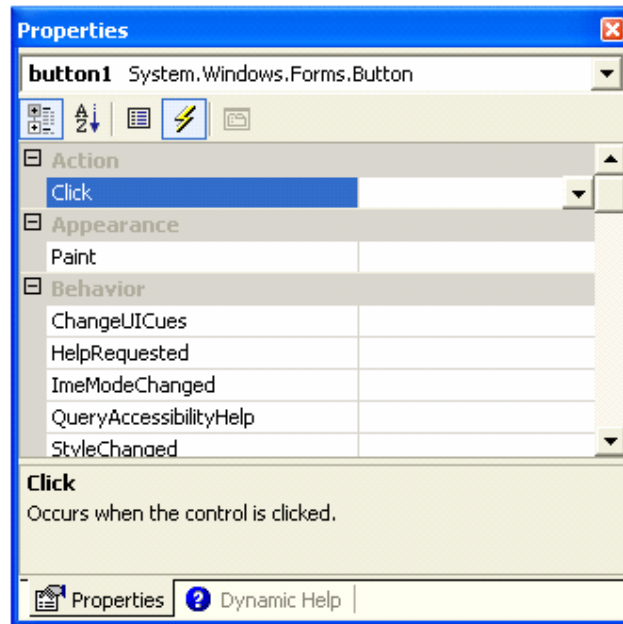 Properties
button1 System.Windows.Forms.Button
Action
Click
Appearance
Paint
Behavior
ChangeUICues
HelpRequested
ImeModeChanged
QueryAccessibilityHelp
StyleChanged
Click
Occurs when the control is clicked.
Properties Dynamic Help